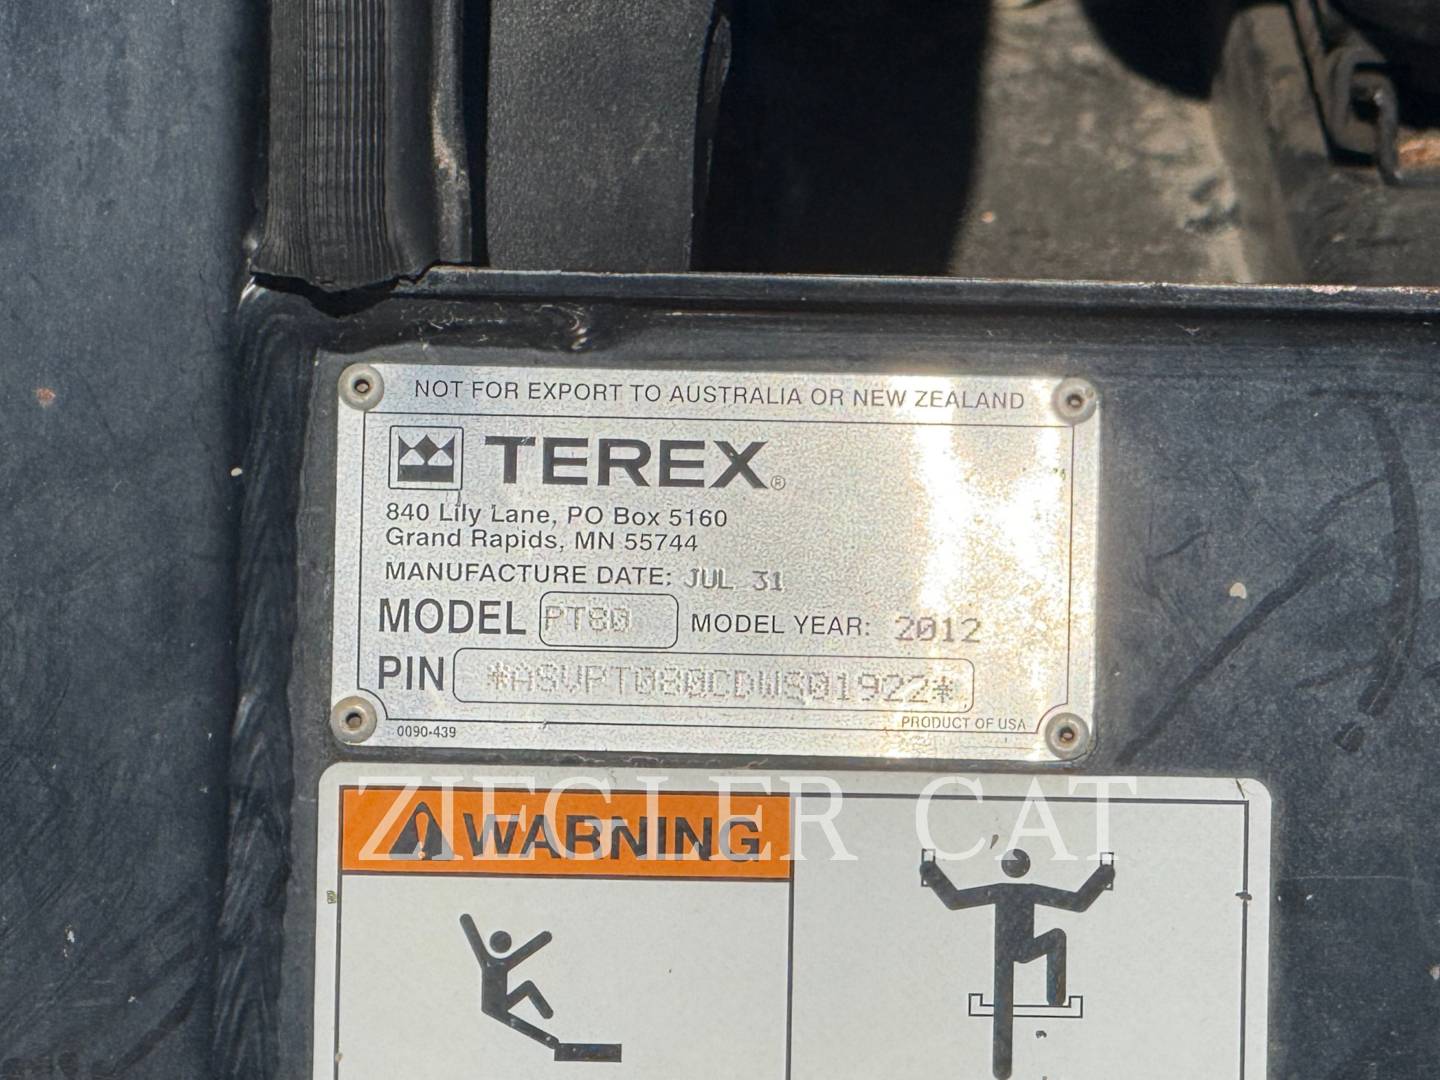 NOT FOR EXPORT TO AUSTRALIA OR NEW ZEALAND
TEREX®
840 Lily Lane, PO Box 5160
Grand Rapids, MN 55744
MANUFACTURE DATE: JUL 31
MODEL PT80 MODEL YEAR: 2012
PIN *ASVPT080CDWS01922*
PRODUCT OF USA
0090-439
ZIEGLER CAT
WARNING